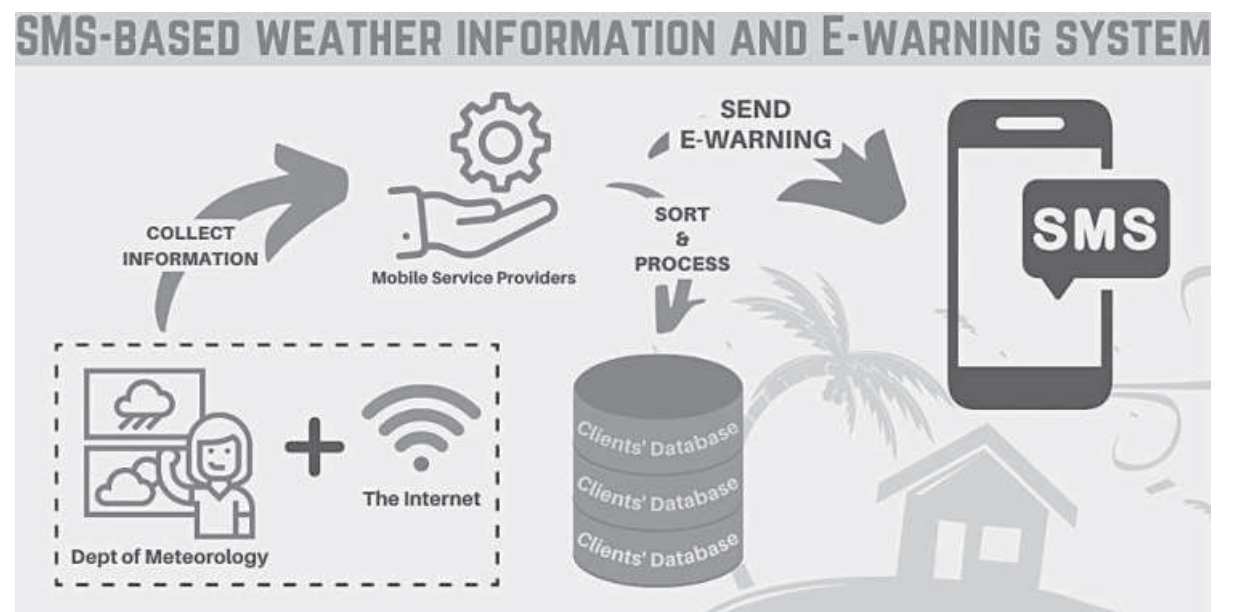 SMS-BASED WEATHER INFORMATION AND E-WARNING SYSTEM
SEND
E-WARNING
COLLECT
INFORMATION
Mobile Service Providers
SORT
&
PROCESS
SMS
Clients' Database
Clients' Database
Clients' Database
The Internet
Dept of Meteorology